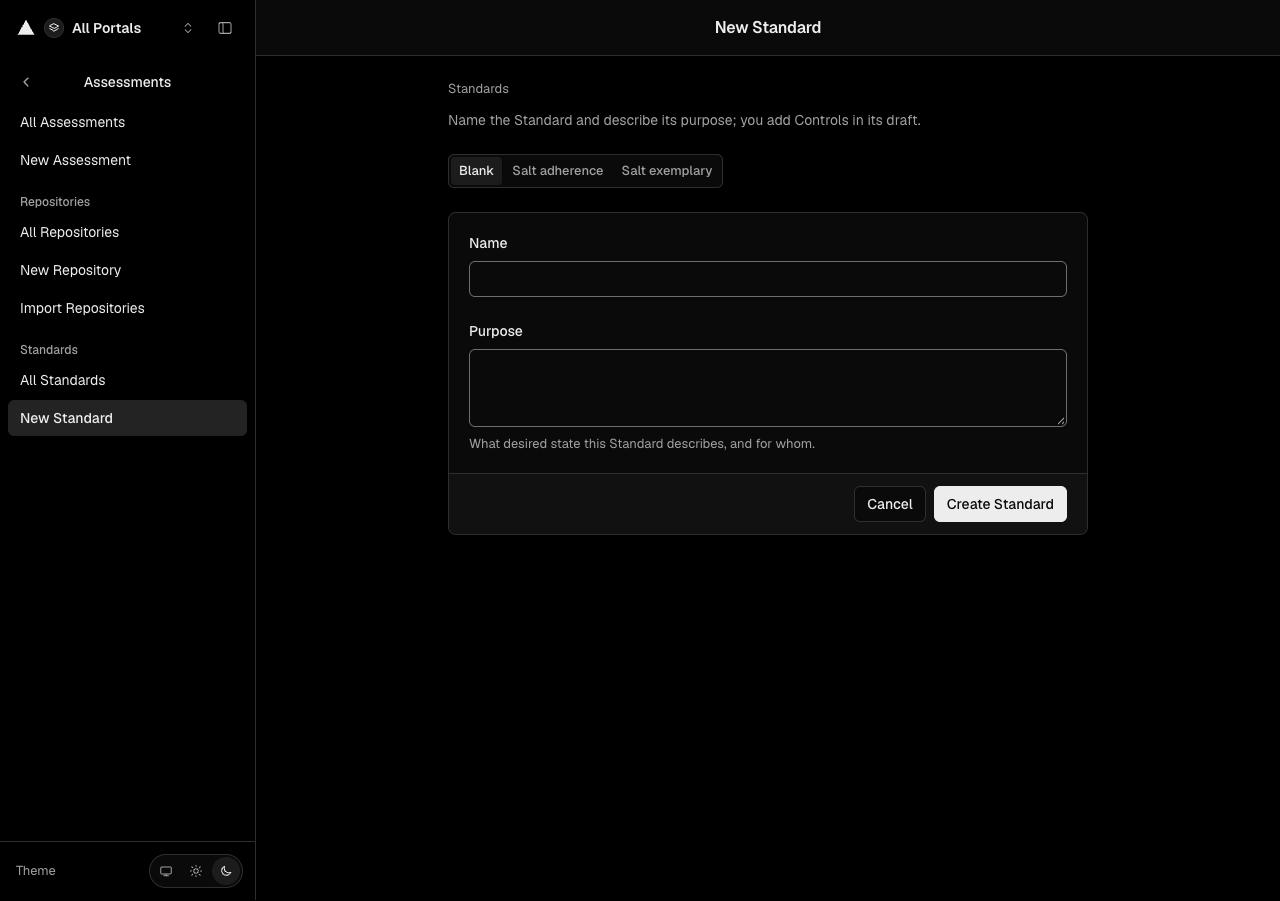 All Portals
New Standard
Assessments
All Assessments
New Assessment
Repositories
All Repositories
New Repository
Import Repositories
Standards
All Standards
New Standard
Theme
Standards
Name the Standard and describe its purpose; you add Controls in its draft.
Blank Salt adherence Salt exemplary
Name
Purpose
What desired state this Standard describes, and for whom.
Cancel Create Standard